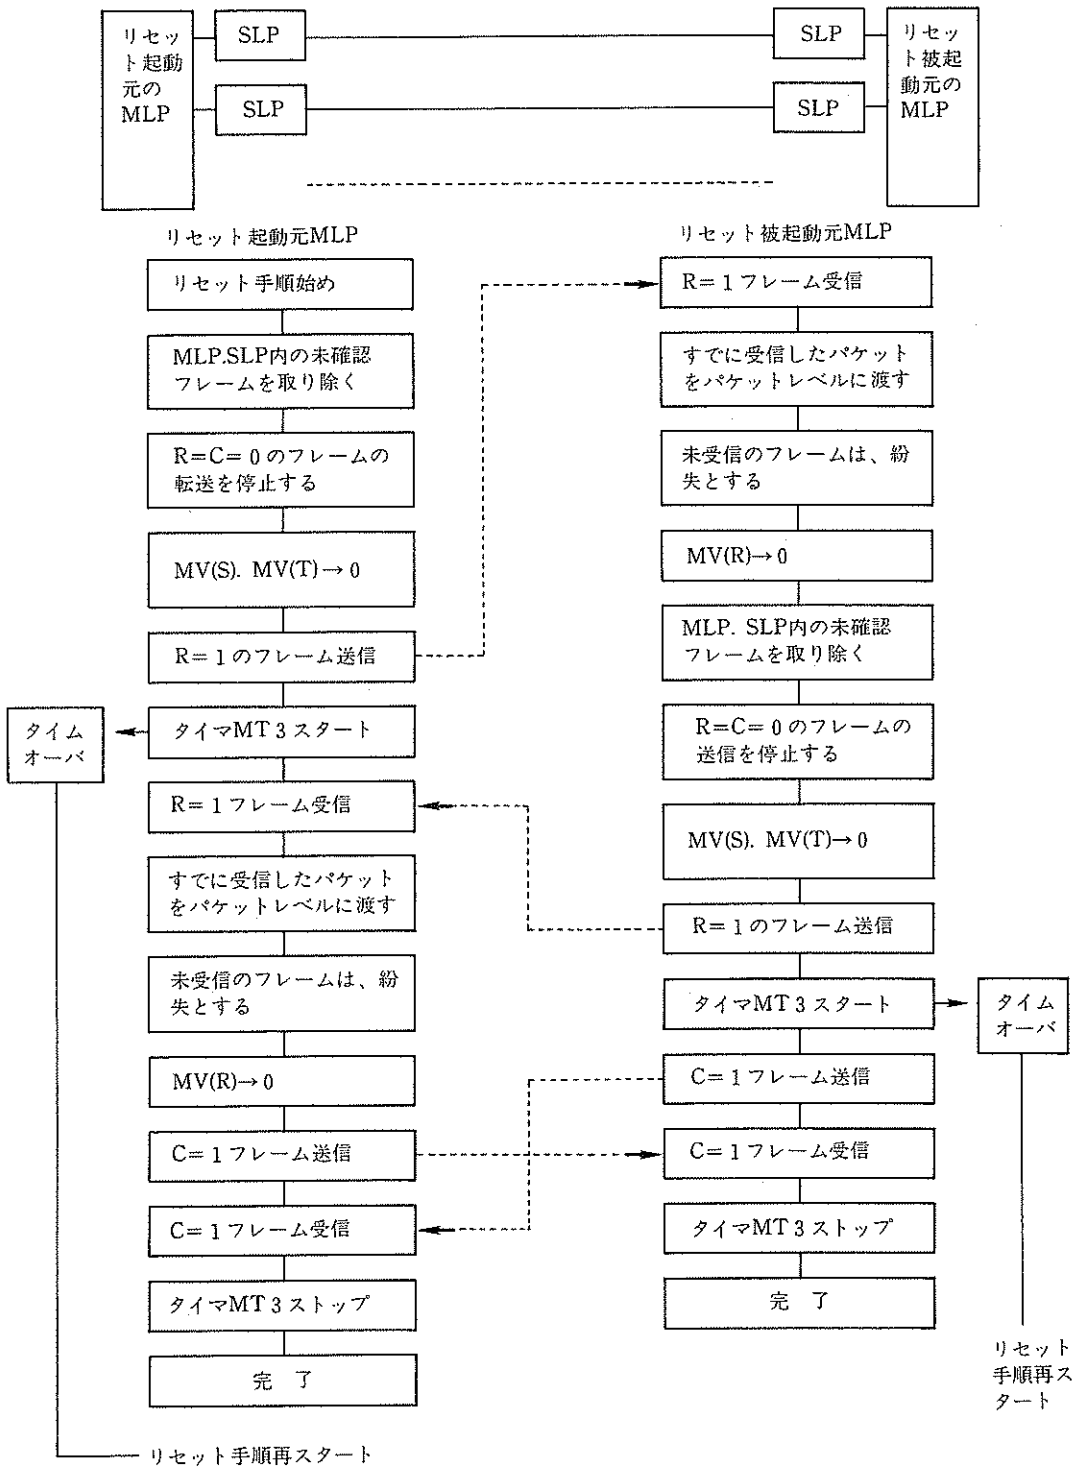 リセッ
ト起動
元の
MLP
SLP
SLP
SLP
SLP
リセッ
ト被起
動元の
MLP
リセット起動元MLP
リセット手順始め
MLP.SLP内の未確認
フレームを取り除く
R=C=0のフレームの
転送を停止する
MV(S). MV(T)→0
R=1のフレーム送信
タイマMT3スタート
タイム
オーバ
R=1フレーム受信
すでに受信したパケット
をパケットレベルに渡す
未受信のフレームは、紛
失とする
MV(R)→0
C=1フレーム送信
C=1フレーム受信
タイマMT3ストップ
完 了
リセット手順再スタート
リセット被起動元MLP
R=1フレーム受信
すでに受信したパケット
をパケットレベルに渡す
未受信のフレームは、紛
失とする
MV(R)→0
MLP. SLP内の未確認
フレームを取り除く
R=C=0のフレームの
送信を停止する
MV(S). MV(T)→0
R=1のフレーム送信
タイマMT3スタート
タイム
オーバ
C=1フレーム送信
C=1フレーム受信
タイマMT3ストップ
完 了
リセット
手順再ス
タート